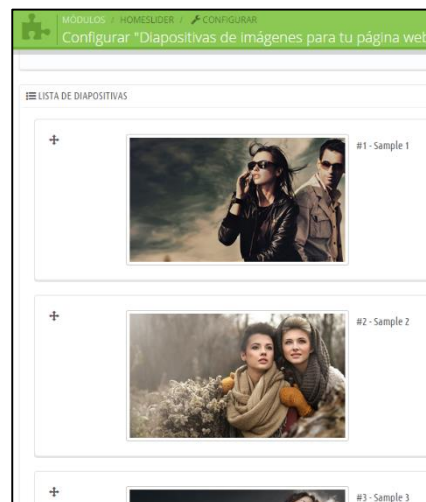 MÓDULOS / HOMESLIDER / CONFIGURAR
Configurar "Diapositivas de imágenes para tu página web
LISTA DE DIAPOSITIVAS
#1 - Sample 1
#2 - Sample 2
#3 - Sample 3